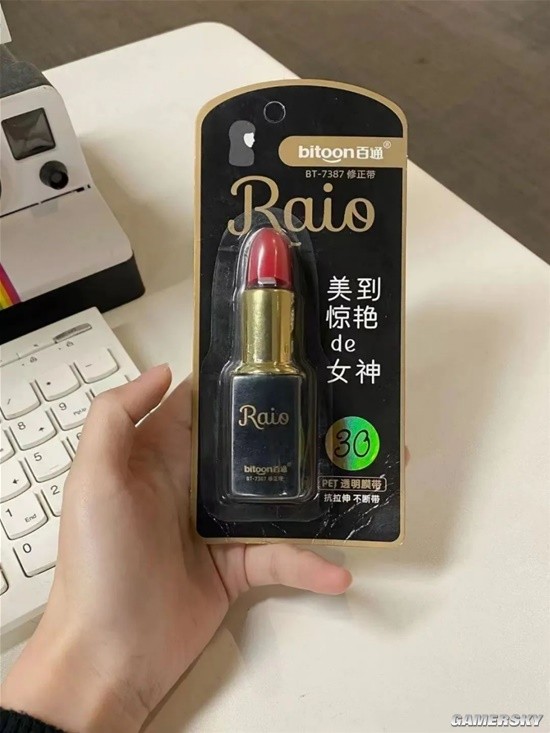 bitoon百通®
BT-7387 修正带
Raio
美到
惊艳
de
女神
Raio
30
bitoon百通
BT-7387 修正带
PET 透明膜带
抗拉伸 不断带
GAMERSKY